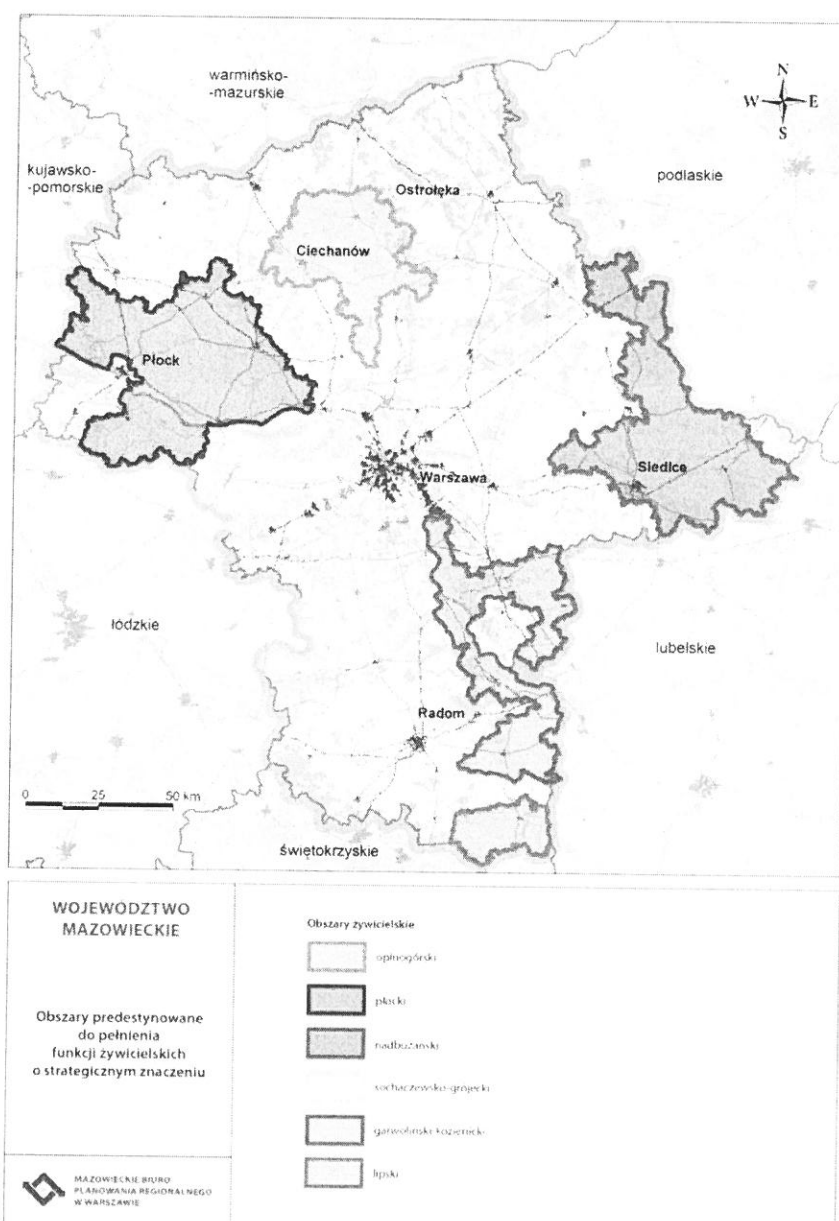 warmińsko-
-mazurskie
N
W
E
S
kujawsko-
-pomorskie
Ostrołęka
podlaskie
Ciechanów
Płock
Siedlce
Warszawa
łódzkie
lubelskie
Radom
0 25 50 km
świętokrzyskie
WOJEWÓDZTWO
MAZOWIECKIE
Obszary predestynowane
do pełnienia
funkcji żywicielskich
o strategicznym znaczeniu
MAZOWIECKIE BIURO
PLANOWANIA REGIONALNEGO
W WARSZAWIE
Obszary żywicielskie
opinogórski
płocki
nadbużański
sochaczewsko-grójecki
garwoliński-kozienicki
lipski